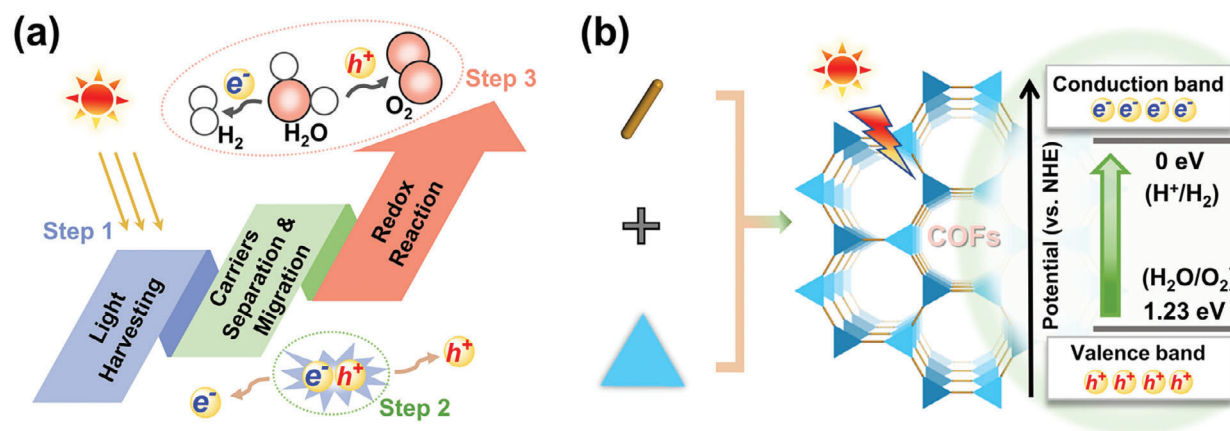 (a)
e⁻
h⁺
H₂
H₂O
O₂
Step 3
Step 1
Light
Harvesting
Carriers
Separation &
Migration
Redox
Reaction
e⁻
e⁻ h⁺
h⁺
Step 2
(b)
COFs
Potential (vs. NHE)
Conduction band
e⁻ e⁻ e⁻ e⁻
0 eV
(H⁺/H₂)
(H₂O/O₂)
1.23 eV
Valence band
h⁺ h⁺ h⁺ h⁺